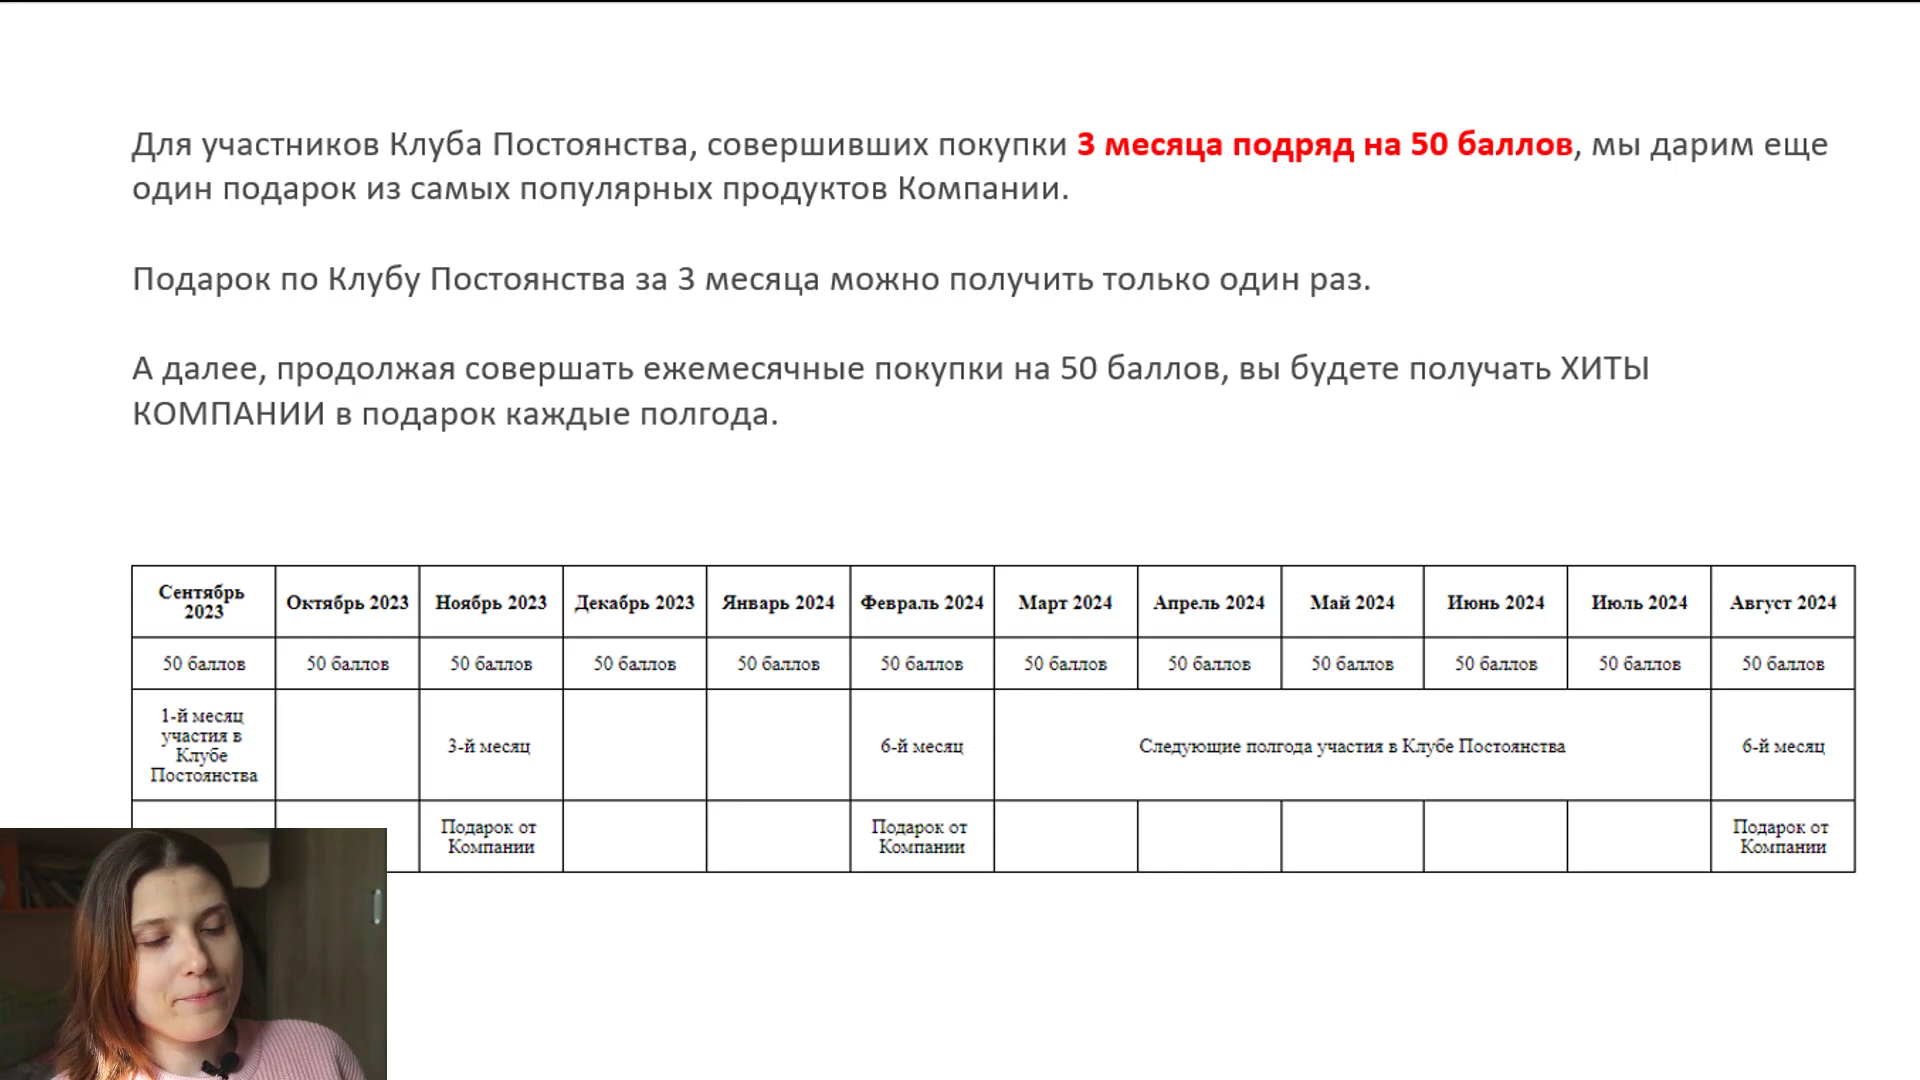 Для участников Клуба Постоянства, совершивших покупки 3 месяца подряд на 50 баллов, мы дарим еще
один подарок из самых популярных продуктов Компании.
Подарок по Клубу Постоянства за 3 месяца можно получить только один раз.
А далее, продолжая совершать ежемесячные покупки на 50 баллов, вы будете получать ХИТЫ
КОМПАНИИ в подарок каждые полгода.
Сентябрь
2023
Октябрь 2023
Ноябрь 2023
Декабрь 2023
Январь 2024
Февраль 2024
Март 2024
Апрель 2024
Май 2024
Июнь 2024
Июль 2024
Август 2024
50 баллов
50 баллов
50 баллов
50 баллов
50 баллов
50 баллов
50 баллов
50 баллов
50 баллов
50 баллов
50 баллов
50 баллов
1-й месяц
участия в
Клубе
Постоянства
3-й месяц
6-й месяц
Следующие полгода участия в Клубе Постоянства
6-й месяц
Подарок от
Компании
Подарок от
Компании
Подарок от
Компании